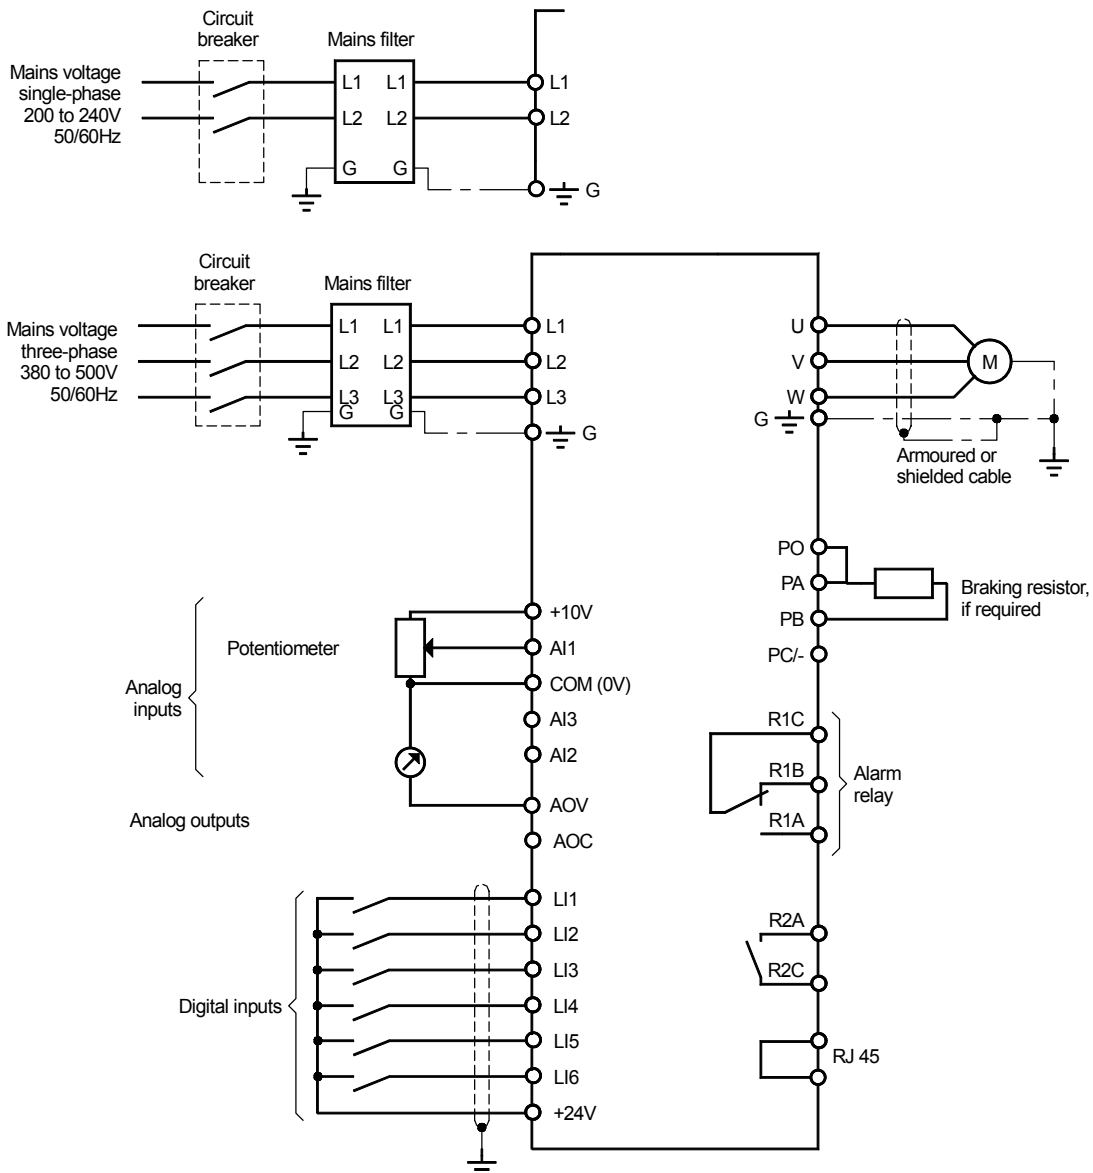 Circuit
breaker
Mains filter
Mains voltage
single-phase
200 to 240V
50/60Hz
L1 L1 L1
L2 L2 L2
G G G
Circuit
breaker
Mains filter
Mains voltage
three-phase
380 to 500V
50/60Hz
L1 L1 L1
L2 L2 L2
L3 L3 L3
G G G
U
V
W
G
M
Armoured or
shielded cable
PO
PA
PB
PC/-
Braking resistor,
if required
Analog
inputs
Potentiometer
+10V
AI1
COM (0V)
AI3
AI2
Analog outputs
AOV
AOC
R1C
R1B
R1A
Alarm
relay
Digital inputs
LI1
LI2
LI3
LI4
LI5
LI6
+24V
R2A
R2C
RJ 45